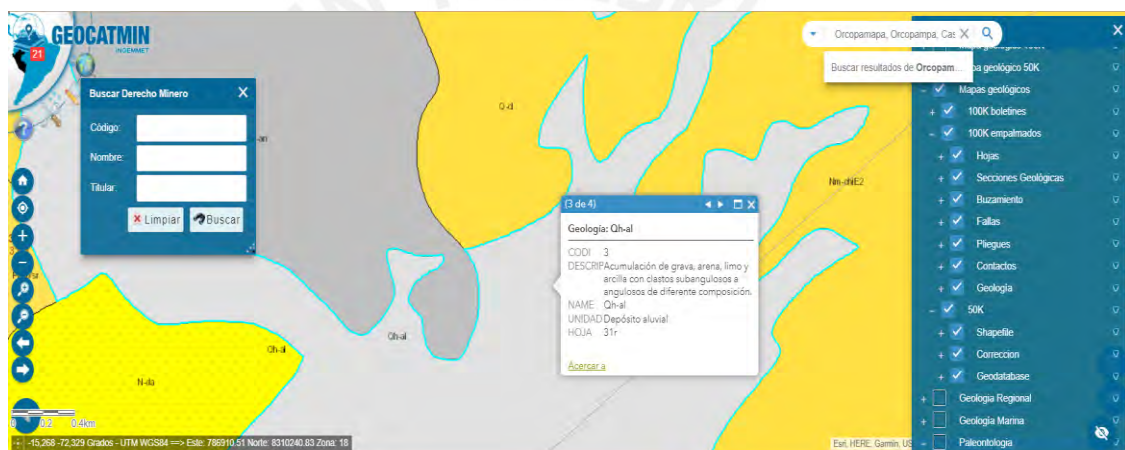 GEOCATMIN
INGEMMET
21
Orcopamapa, Orcopampa, Cas
Buscar resultados de Orcopam...
Buscar Derecho Minero X
Código:
Nombre:
Titular:
Limpiar
Buscar
Q-d
Nm-chiE2
Qh-al
Qh-al
N-da
(3 de 4)
Geología: Qh-al
CODI 3
DESCRIP Acumulación de grava, arena, limo y
arcilla con clastos subangulosos a
angulosos de diferente composición.
NAME Qh-al
UNIDAD Depósito aluvial
HOJA 31r
Acercar a
pa geológico 50K
Mapas geológicos
100K boletines
100K empalmados
Hojas
Secciones Geológicas
Buzamiento
Fallas
Pliegues
Contactos
Geología
50K
Shapefile
Correccion
Geodatabase
Geologia Regional
Geologia Marina
Paleontologia
0 0.2 0.4km
-15,268 -72,329 Grados - UTM WGS84 ==> Este: 786910.51 Norte: 8310240.83 Zona: 18
Esri, HERE, Garmin, US